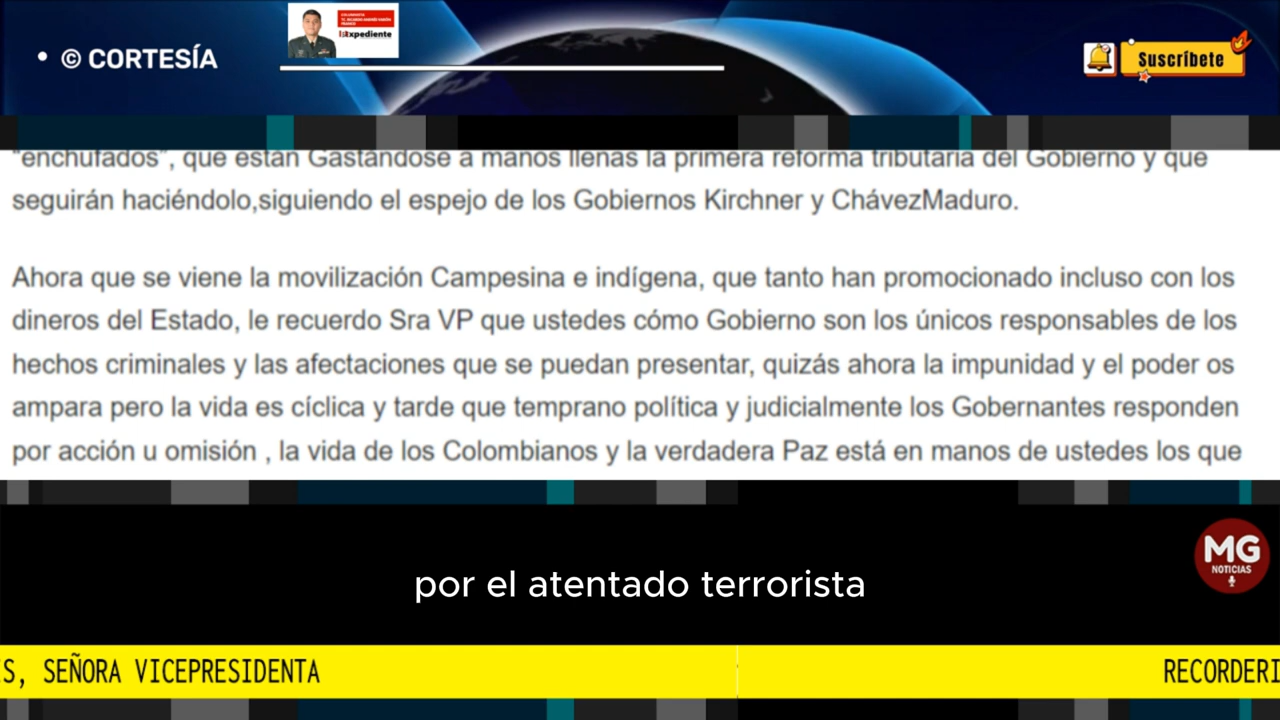 • © CORTESÍA
Expediente
Suscríbete
"enchufados", que están Gastándose a manos llenas la primera reforma tributaria del Gobierno y que
seguirán haciéndolo,siguiendo el espejo de los Gobiernos Kirchner y ChávezMaduro.
Ahora que se viene la movilización Campesina e indígena, que tanto han promocionado incluso con los
dineros del Estado, le recuerdo Sra VP que ustedes cómo Gobierno son los únicos responsables de los
hechos criminales y las afectaciones que se puedan presentar, quizás ahora la impunidad y el poder os
ampara pero la vida es cíclica y tarde que temprano política y judicialmente los Gobernantes responden
por acción u omisión , la vida de los Colombianos y la verdadera Paz está en manos de ustedes los que
MG
NOTICIAS
por el atentado terrorista
S, SEÑORA VICEPRESIDENTA
RECORDERI